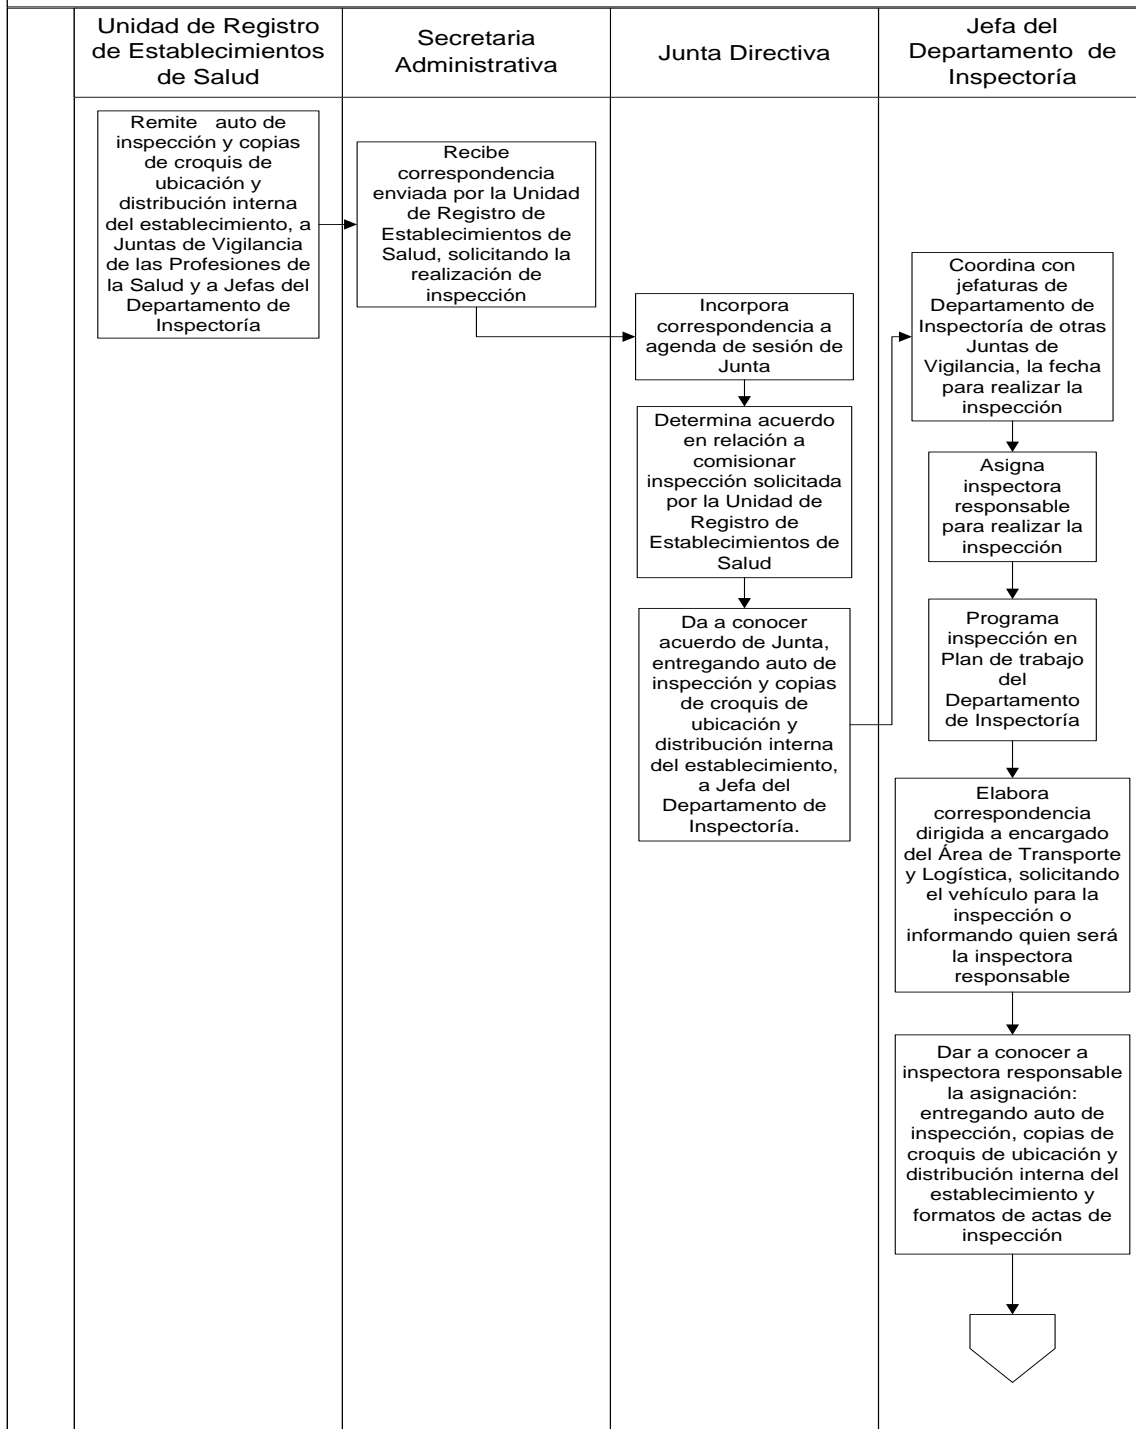 Unidad de Registro
de Establecimientos
de Salud
Secretaria
Administrativa
Junta Directiva
Jefa del
Departamento de
Inspectoría
Remite auto de
inspección y copias
de croquis de
ubicación y
distribución interna
del establecimiento, a
Juntas de Vigilancia
de las Profesiones de
la Salud y a Jefas del
Departamento de
Inspectoría
Recibe
correspondencia
enviada por la Unidad
de Registro de
Establecimientos de
Salud, solicitando la
realización de
inspección
Incorpora
correspondencia a
agenda de sesión de
Junta
Determina acuerdo
en relación a
comisionar
inspección solicitada
por la Unidad de
Registro de
Establecimientos de
Salud
Da a conocer
acuerdo de Junta,
entregando auto de
inspección y copias
de croquis de
ubicación y
distribución interna
del establecimiento,
a Jefa del
Departamento de
Inspectoría.
Coordina con
jefaturas de
Departamento de
Inspectoría de otras
Juntas de
Vigilancia, la fecha
para realizar la
inspección
Asigna
inspectora
responsable
para realizar la
inspección
Programa
inspección en
Plan de trabajo
del
Departamento
de Inspectoría
Elabora
correspondencia
dirigida a encargado
del Área de Transporte
y Logística, solicitando
el vehículo para la
inspección o
informando quien será
la inspectora
responsable
Dar a conocer a
inspectora responsable
la asignación:
entregando auto de
inspección, copias de
croquis de ubicación y
distribución interna del
establecimiento y
formatos de actas de
inspección